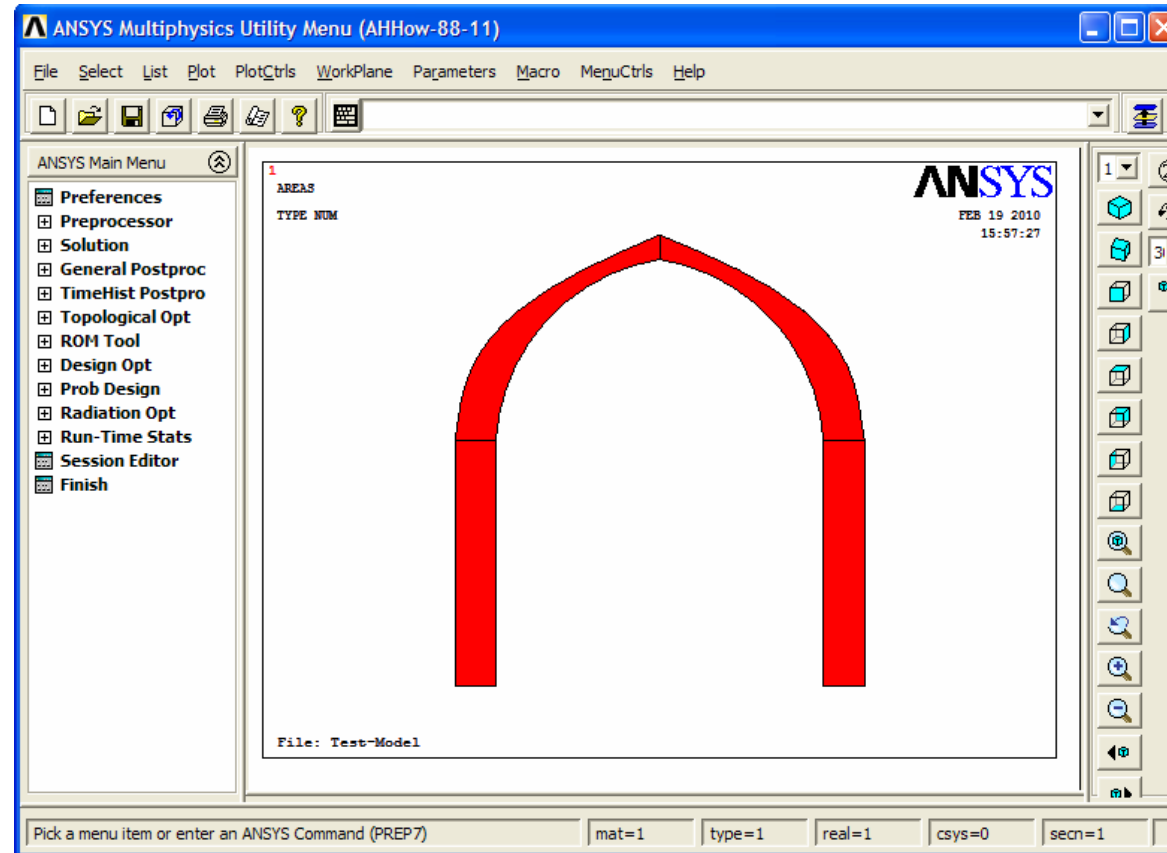 ANSYS Multiphysics Utility Menu (AHHow-88-11)
File Select List Plot PlotCtrls WorkPlane Parameters Macro MenuCtrls Help
ANSYS Main Menu
Preferences
Preprocessor
Solution
General Postproc
TimeHist Postpro
Topological Opt
ROM Tool
Design Opt
Prob Design
Radiation Opt
Run-Time Stats
Session Editor
Finish
1
AREAS
TYPE NUM
ANSYS
FEB 19 2010
15:57:27
File: Test-Model
1
Pick a menu item or enter an ANSYS Command (PREP7) mat=1 type=1 real=1 csys=0 secn=1